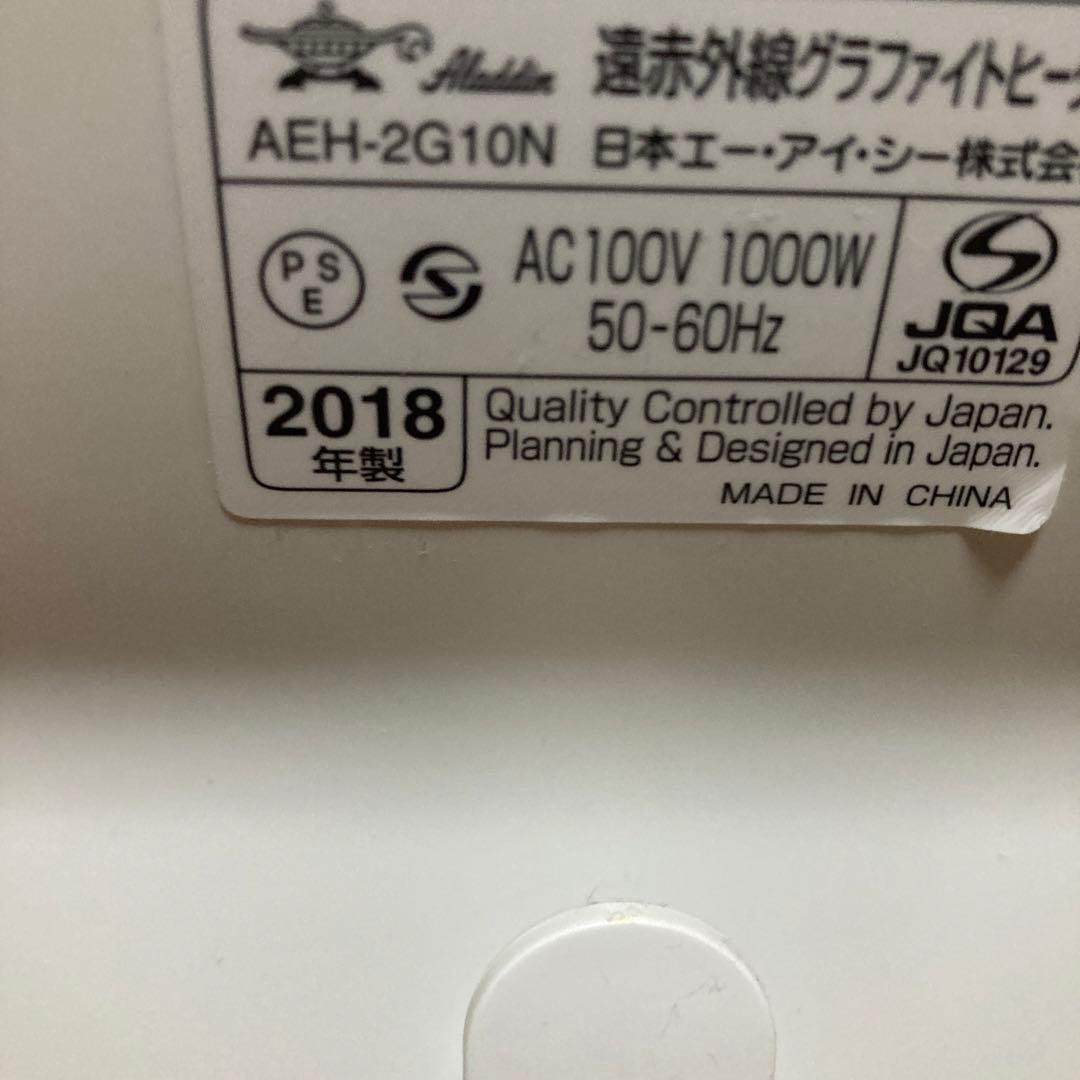 Aladdin 遠赤外線グラファイトヒータ
AEH-2G10N 日本エー・アイ・シー株式会
PSE
AC100V 1000W
50-60Hz
JQA
JQ10129
2018
年製
Quality Controlled by Japan.
Planning & Designed in Japan.
MADE IN CHINA